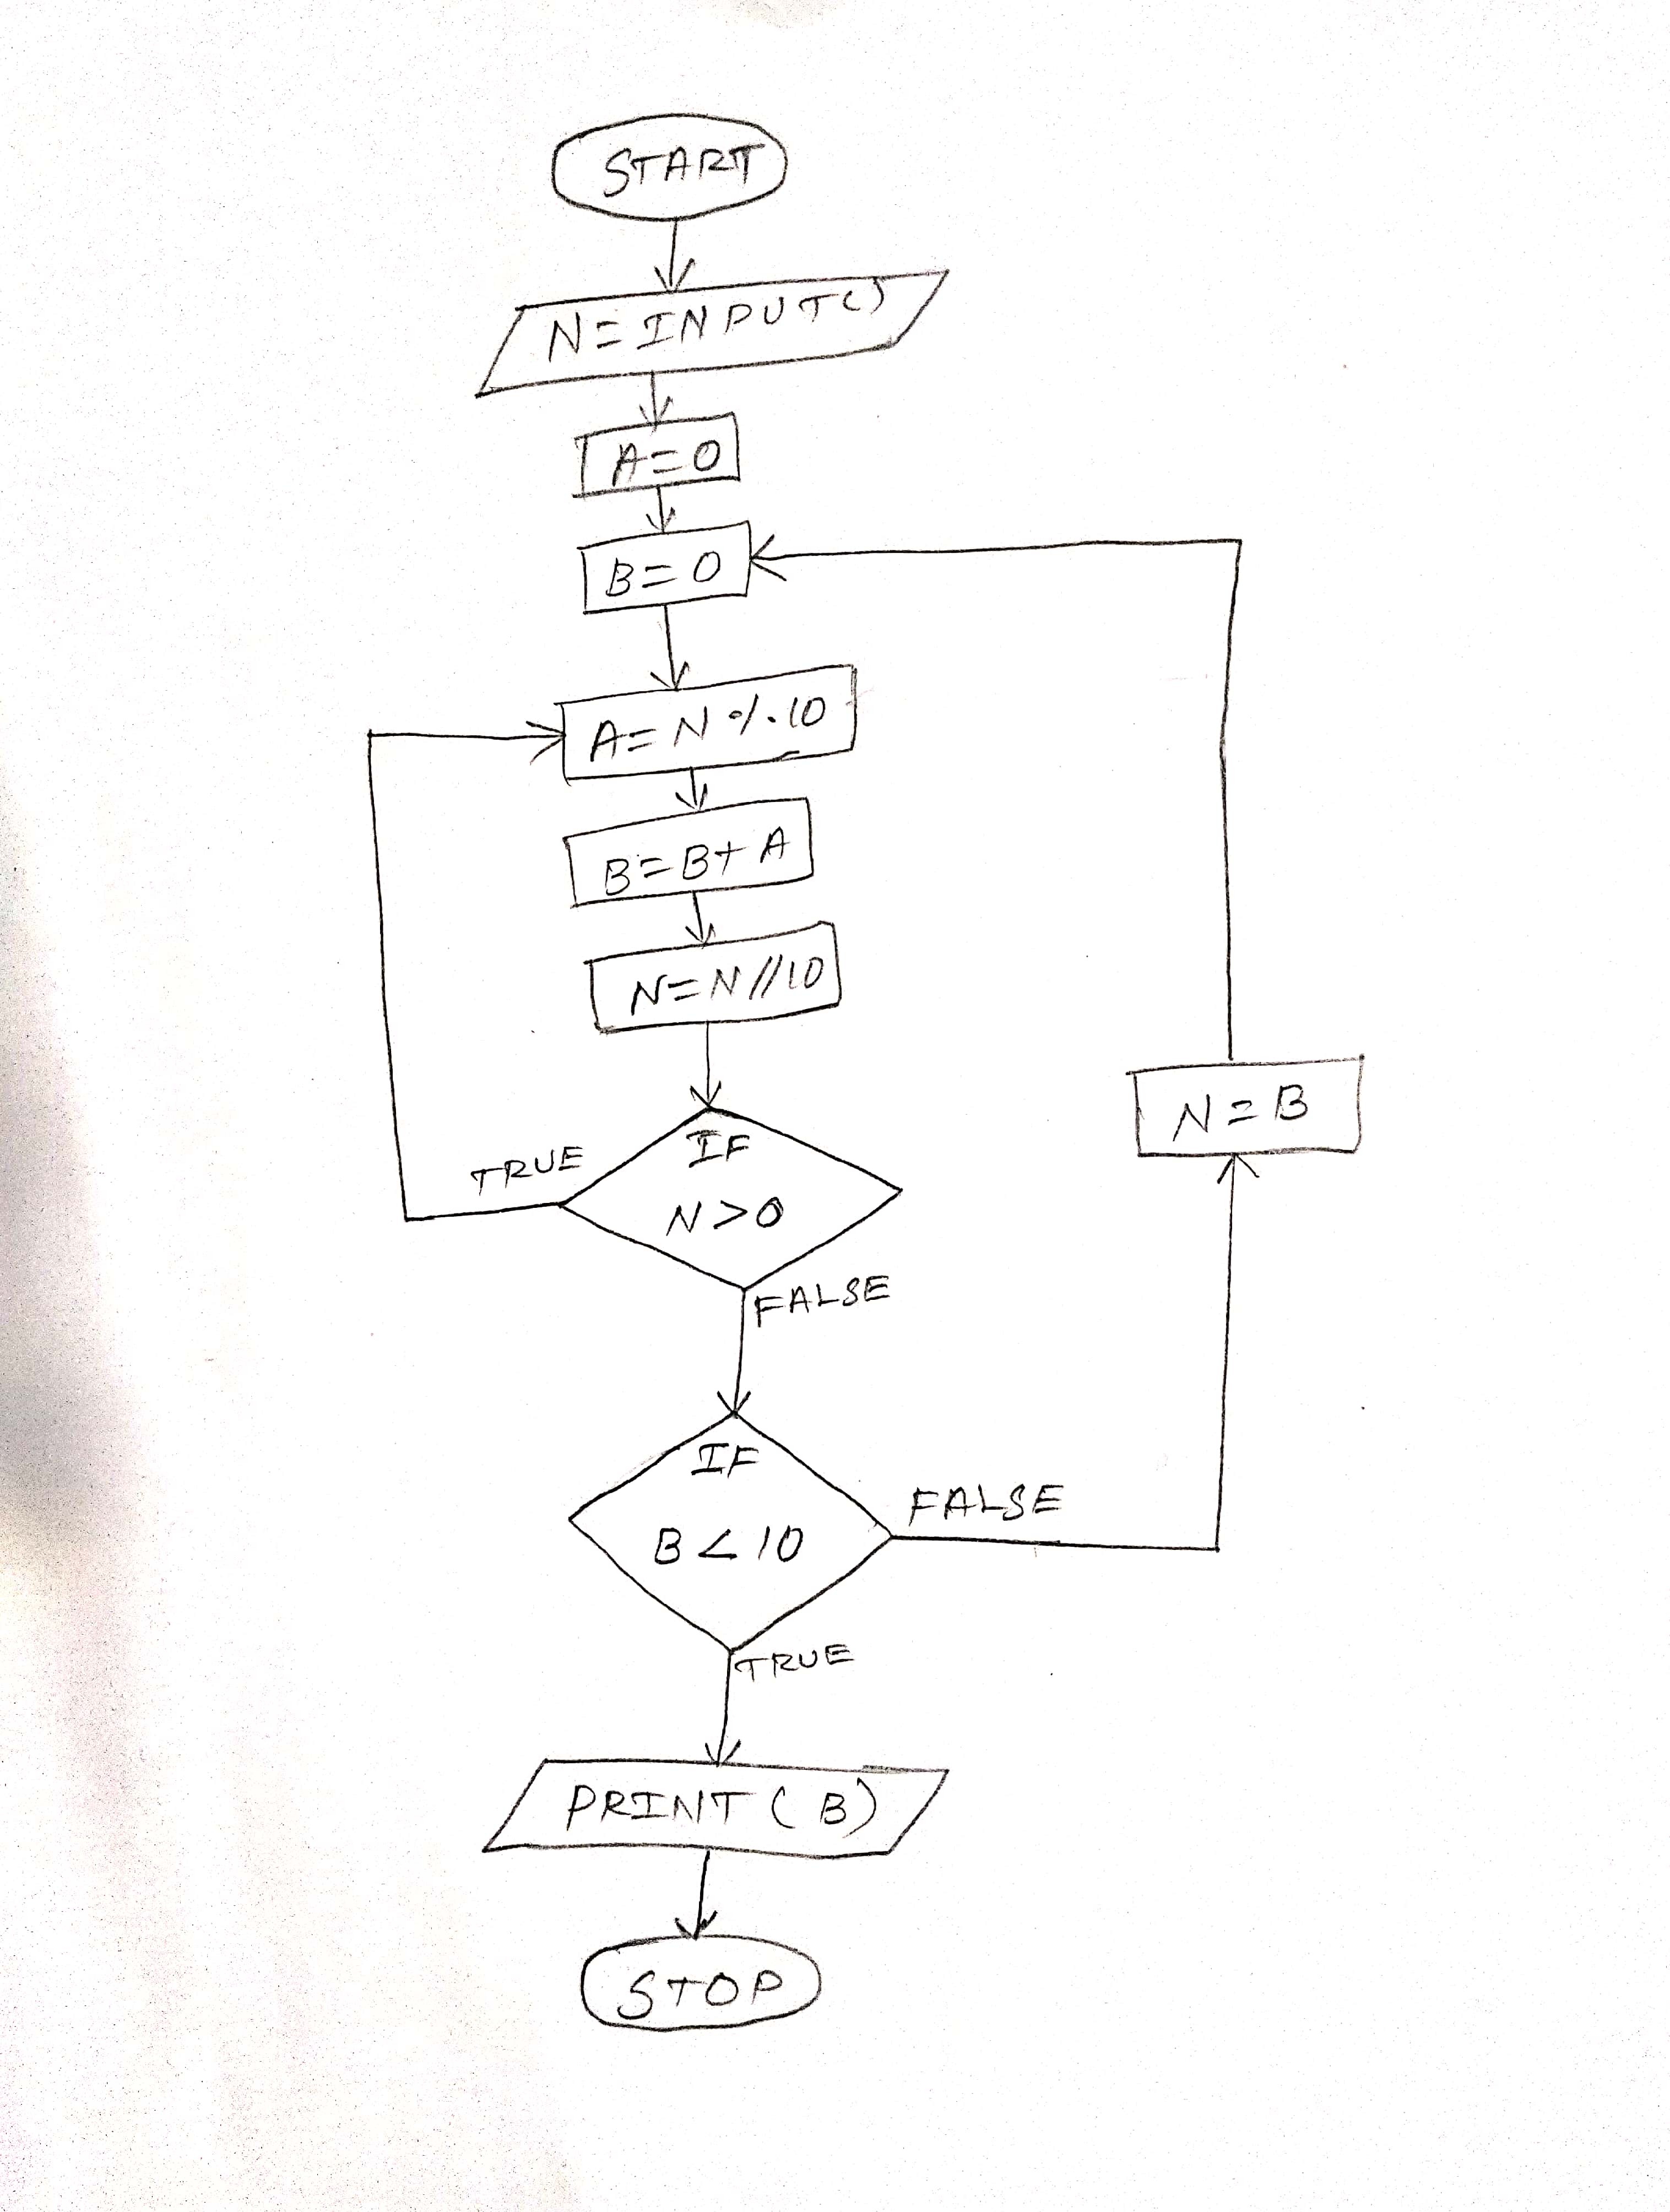 START
N=INPUT()
A=0
B=0
A=N%10
B=B+A
N=N//10
N=B
IF
TRUE
N>0
FALSE
IF
FALSE
B<10
TRUE
PRINT(B)
STOP